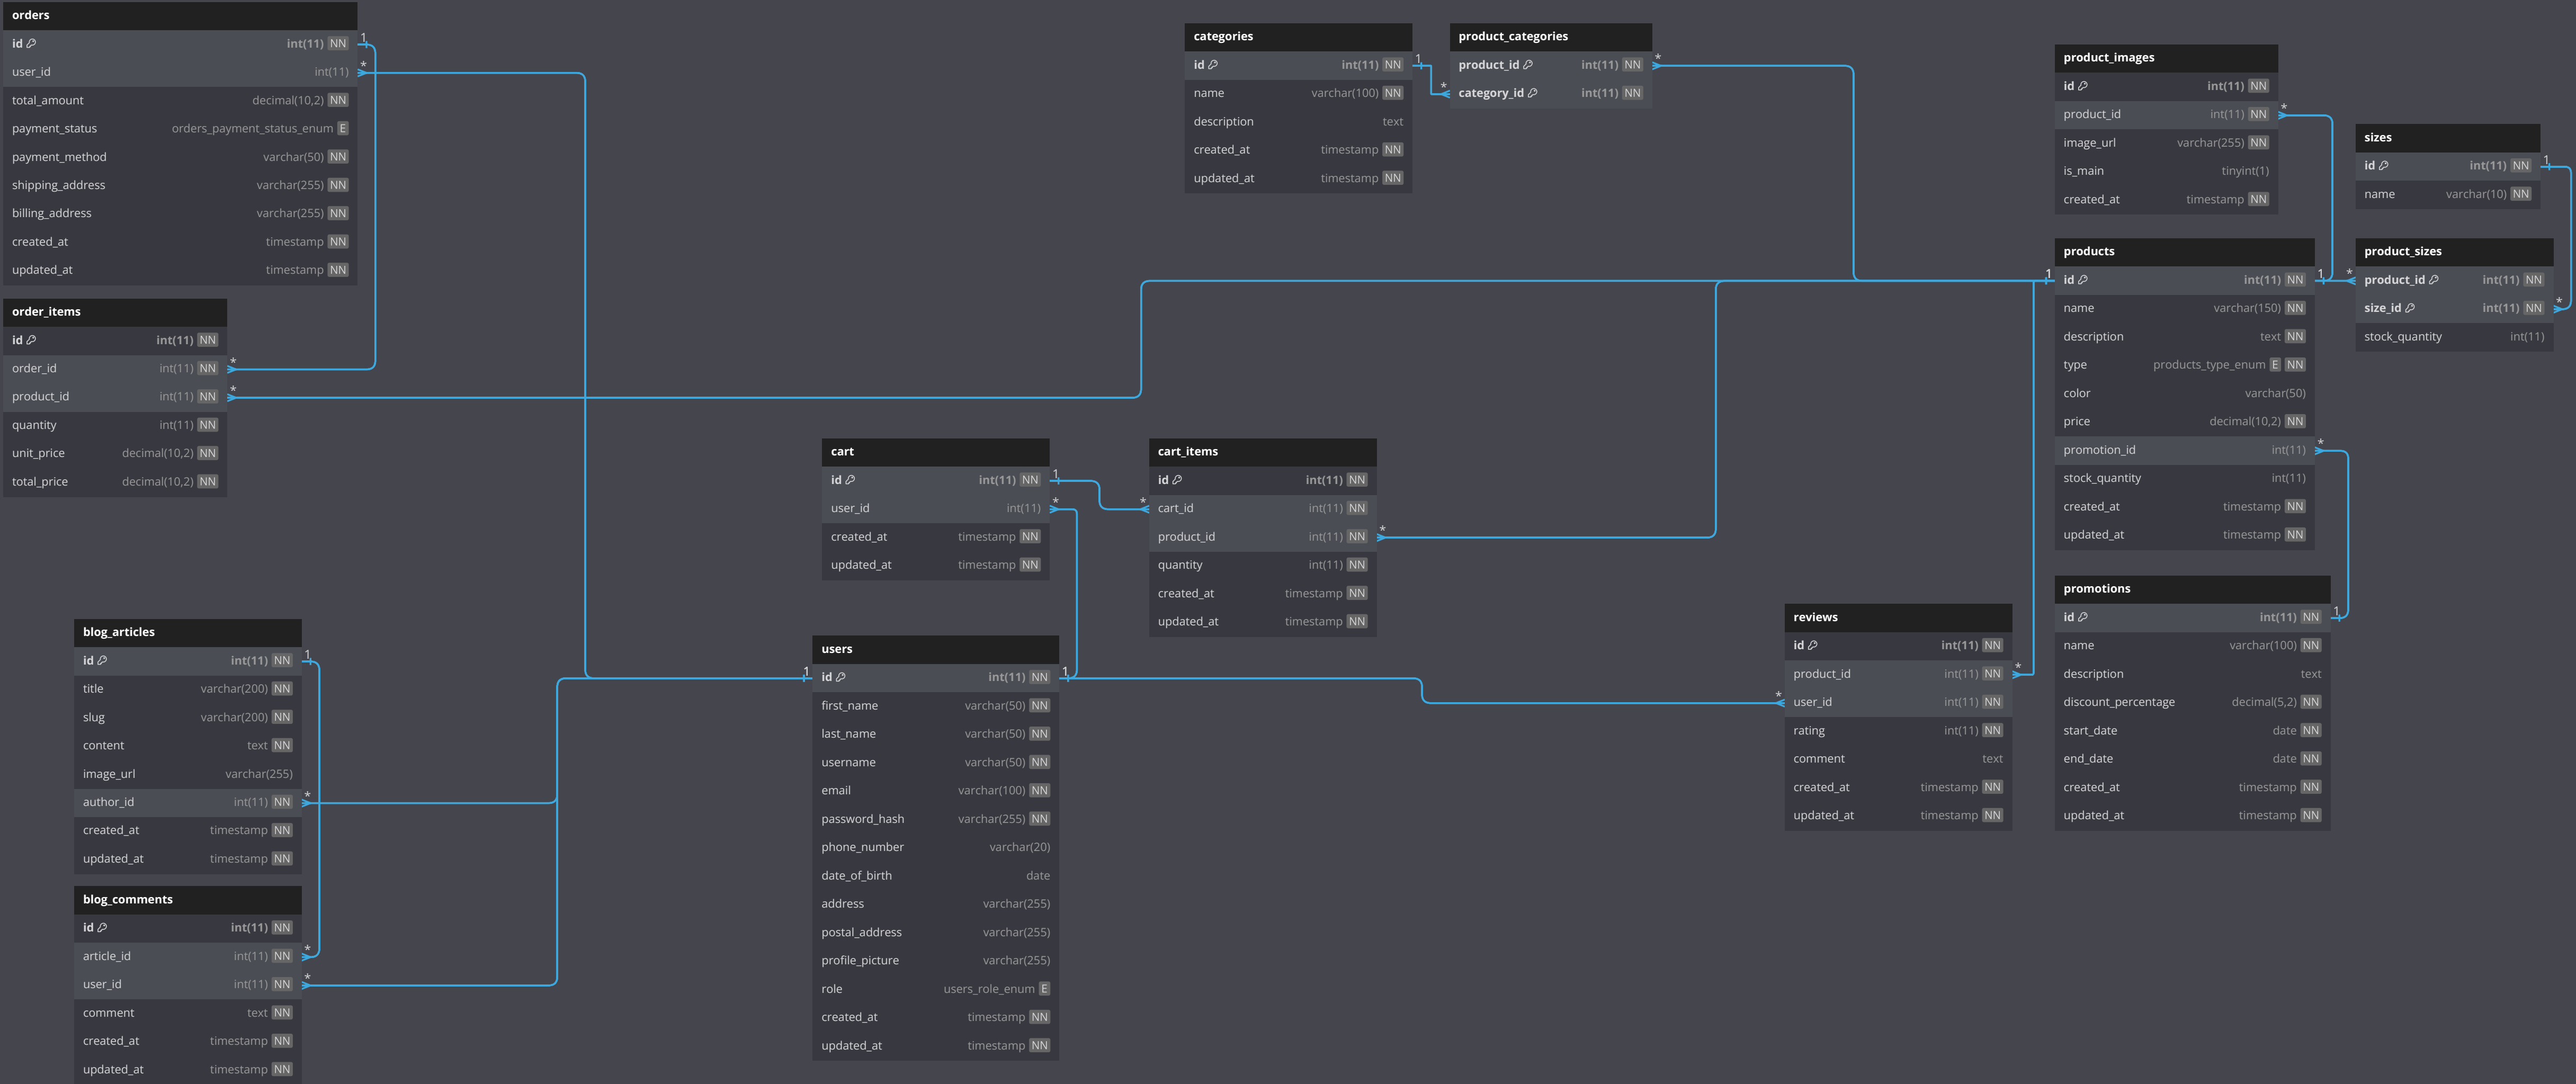 orders
id int(11) NN
user_id int(11)
total_amount decimal(10,2) NN
payment_status orders_payment_status_enum E
payment_method varchar(50) NN
shipping_address varchar(255) NN
billing_address varchar(255) NN
created_at timestamp NN
updated_at timestamp NN
1
*
order_items
id int(11) NN
order_id int(11) NN
product_id int(11) NN
quantity int(11) NN
unit_price decimal(10,2) NN
total_price decimal(10,2) NN
*
*
blog_articles
id int(11) NN
title varchar(200) NN
slug varchar(200) NN
content text NN
image_url varchar(255)
author_id int(11) NN
created_at timestamp NN
updated_at timestamp NN
1
*
blog_comments
id int(11) NN
article_id int(11) NN
user_id int(11) NN
comment text NN
created_at timestamp NN
updated_at timestamp NN
*
*
cart
id int(11) NN
user_id int(11)
created_at timestamp NN
updated_at timestamp NN
1
*
users
id int(11) NN
first_name varchar(50) NN
last_name varchar(50) NN
username varchar(50) NN
email varchar(100) NN
password_hash varchar(255) NN
phone_number varchar(20)
date_of_birth date
address varchar(255)
postal_address varchar(255)
profile_picture varchar(255)
role users_role_enum E
created_at timestamp NN
updated_at timestamp NN
1
1
cart_items
id int(11) NN
cart_id int(11) NN
product_id int(11) NN
quantity int(11) NN
created_at timestamp NN
updated_at timestamp NN
*
*
categories
id int(11) NN
name varchar(100) NN
description text
created_at timestamp NN
updated_at timestamp NN
1
product_categories
product_id int(11) NN
category_id int(11) NN
*
*
reviews
id int(11) NN
product_id int(11) NN
user_id int(11) NN
rating int(11) NN
comment text
created_at timestamp NN
updated_at timestamp NN
*
*
product_images
id int(11) NN
product_id int(11) NN
image_url varchar(255) NN
is_main tinyint(1)
created_at timestamp NN
*
products
id int(11) NN
name varchar(150) NN
description text NN
type products_type_enum E NN
color varchar(50)
price decimal(10,2) NN
promotion_id int(11)
stock_quantity int(11)
created_at timestamp NN
updated_at timestamp NN
1
1
*
promotions
id int(11) NN
name varchar(100) NN
description text
discount_percentage decimal(5,2) NN
start_date date NN
end_date date NN
created_at timestamp NN
updated_at timestamp NN
1
sizes
id int(11) NN
name varchar(10) NN
1
product_sizes
product_id int(11) NN
size_id int(11) NN
stock_quantity int(11)
*
*